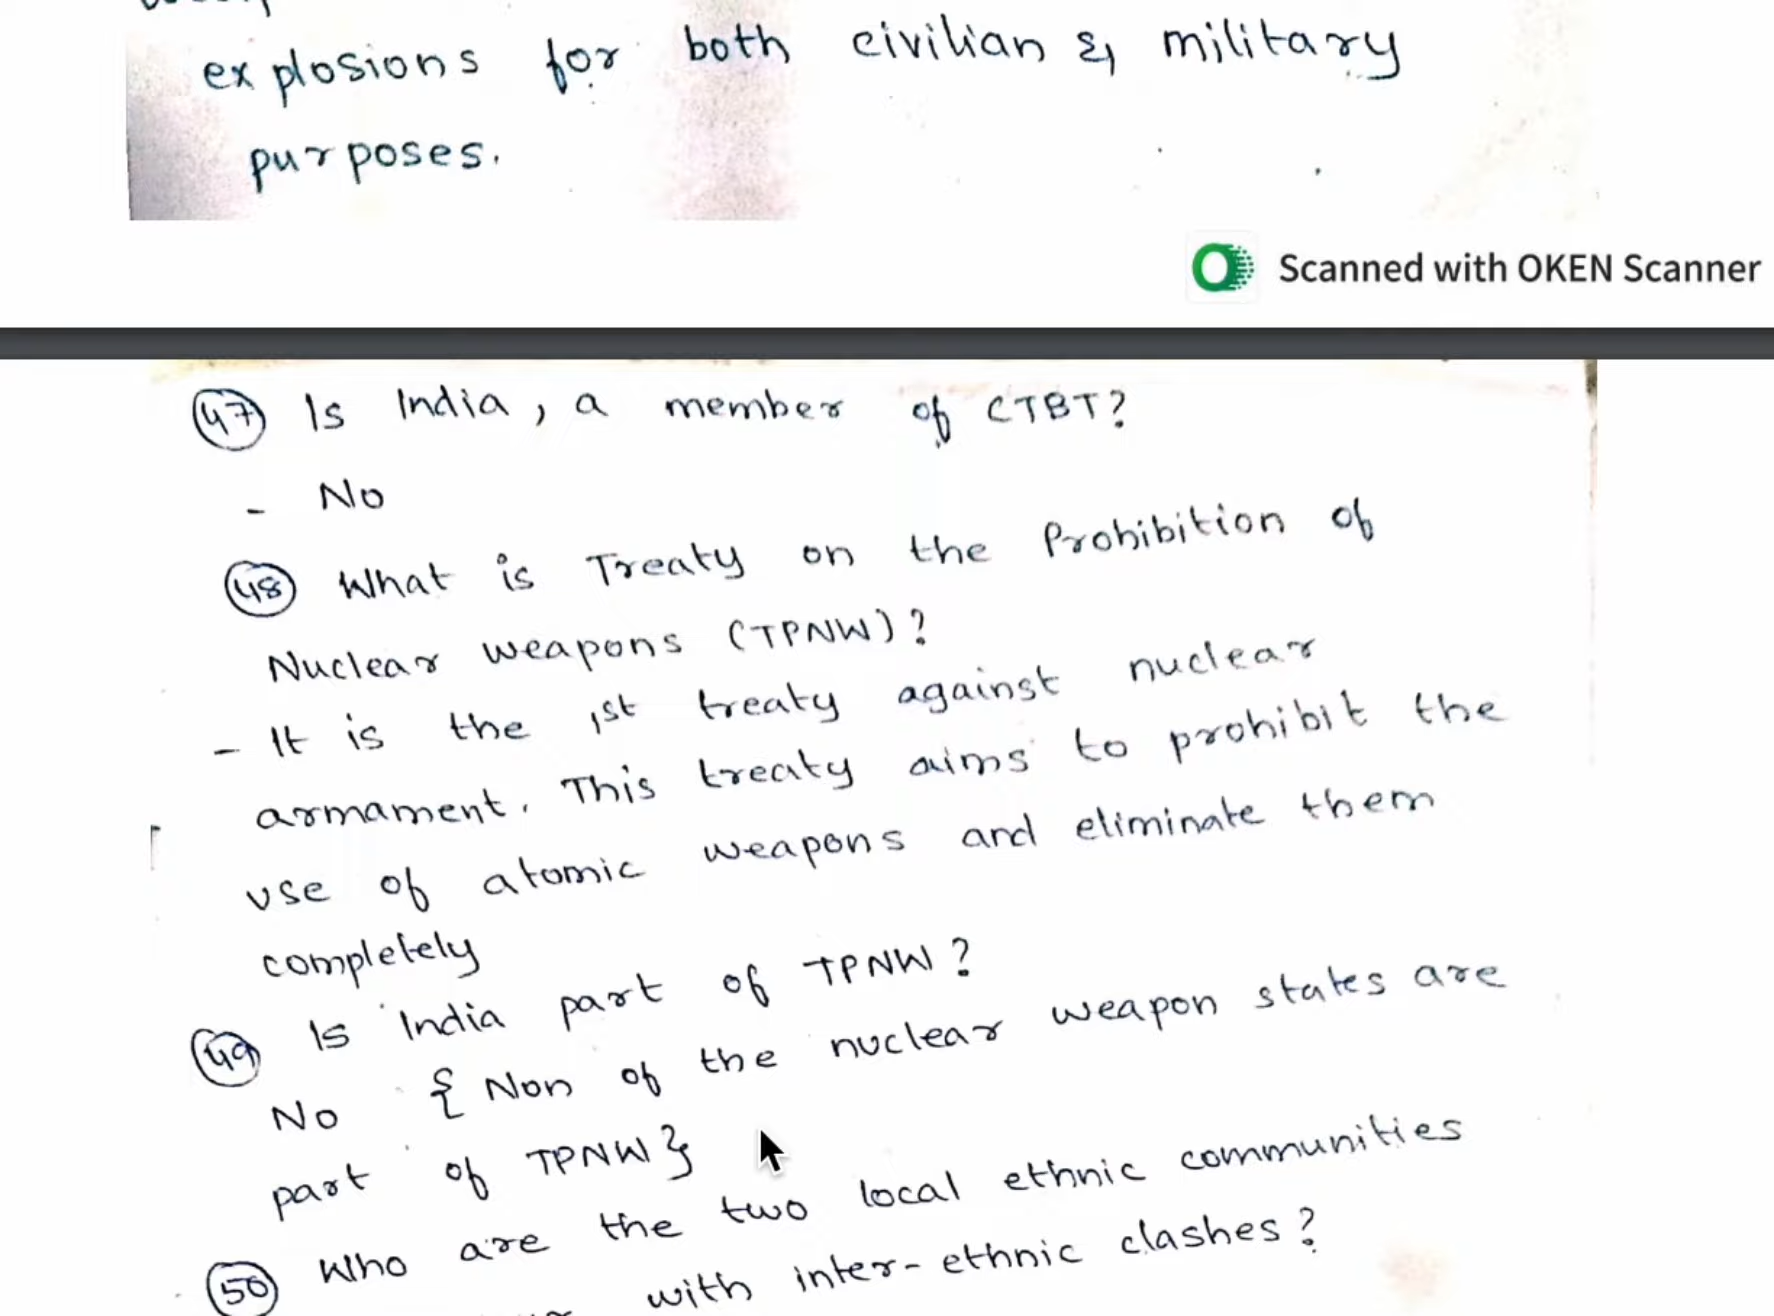 explosions for both civilian & military
purposes.
Scanned with OKEN Scanner
47 Is India, a member of CTBT?
- No
48 What is Treaty on the Prohibition of
Nuclear weapons (TPNW)?
- It is the 1st treaty against nuclear
armament. This treaty aims to prohibit the
use of atomic weapons and eliminate them
completely
49 Is India part of TPNW?
No { Non of the nuclear weapon states are
part of TPNW}
50 Who are the two local ethnic communities
with inter-ethnic clashes?